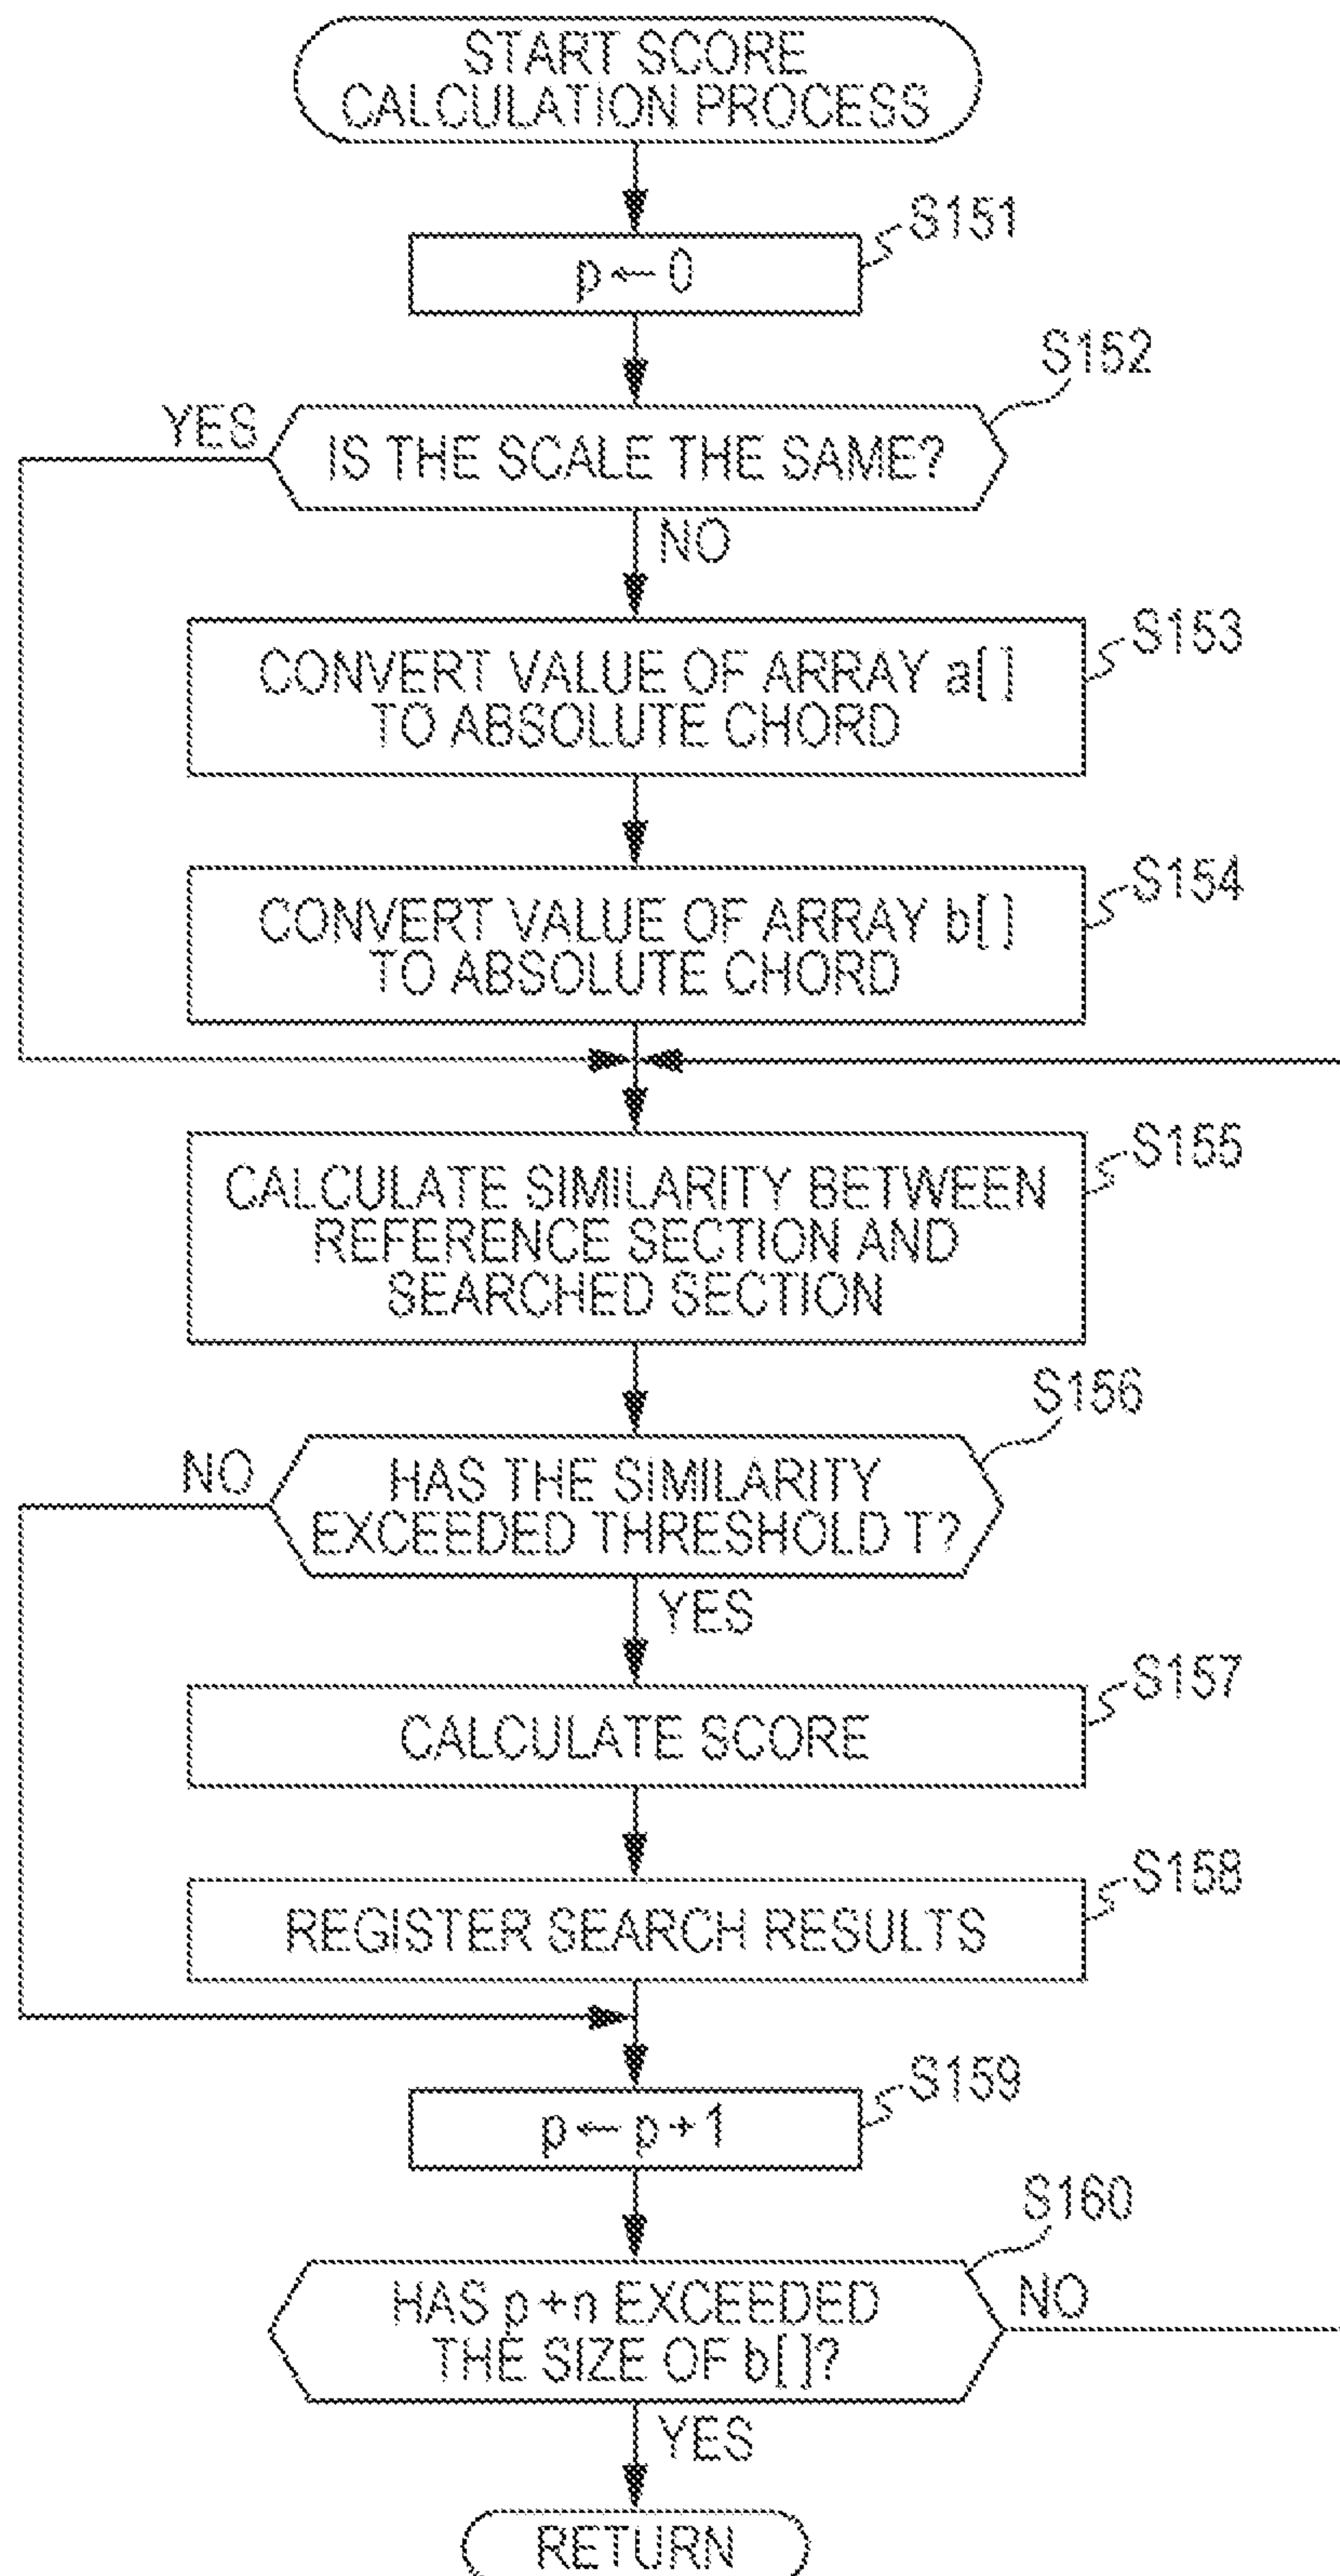 START SCORE
CALCULATION PROCESS
S151
p ← 0
S152
YES
IS THE SCALE THE SAME?
NO
S153
CONVERT VALUE OF ARRAY a[ ]
TO ABSOLUTE CHORD
S154
CONVERT VALUE OF ARRAY b[ ]
TO ABSOLUTE CHORD
S155
CALCULATE SIMILARITY BETWEEN
REFERENCE SECTION AND
SEARCHED SECTION
S156
NO
HAS THE SIMILARITY
EXCEEDED THRESHOLD T?
YES
S157
CALCULATE SCORE
S158
REGISTER SEARCH RESULTS
S159
p ← p + 1
S160
HAS p + n EXCEEDED
THE SIZE OF b[ ]?
NO
YES
RETURN